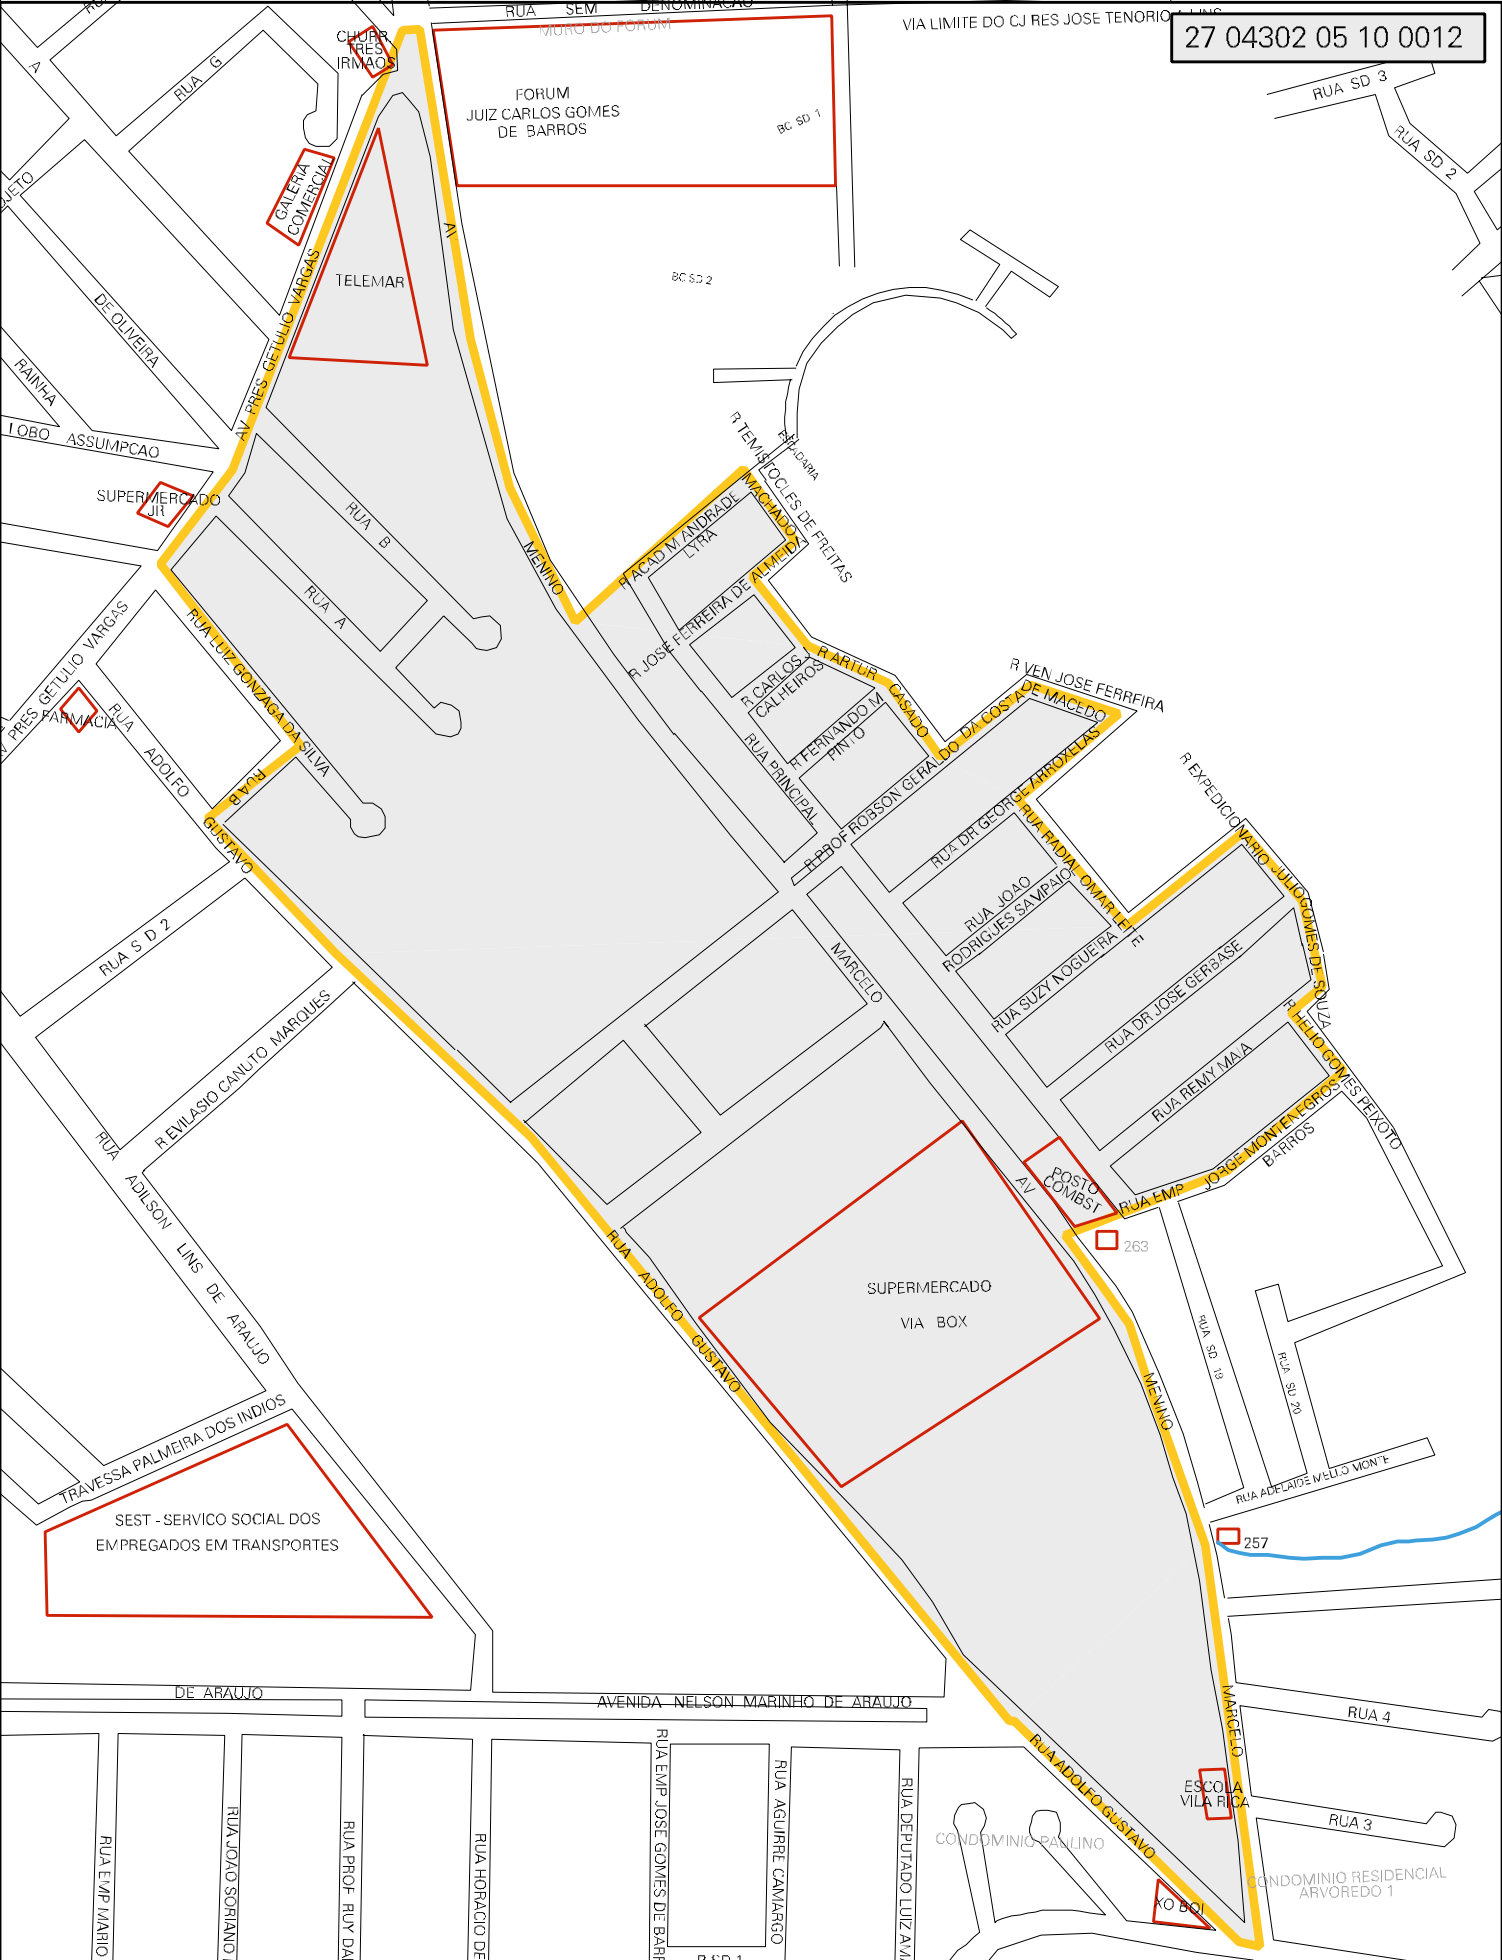 RUA SEM DENOMINACAO
MURO DO FORUM
VIA LIMITE DO CJ RES JOSE TENORIO
27 04302 05 10 0012
CHURR
TRES
IRMAOS
RUA G
A
FORUM
JUIZ CARLOS GOMES
DE BARROS
BC SD 1
RUA SD 3
RUA SD 2
GALERIA
COMERCIAL
AV
TELEMAR
BC SD 2
AV PRES GETULIO VARGAS
DE OLIVEIRA
RAINHA
LOBO ASSUMPCAO
SUPERMERCADO
JR
RUA B
RUA A
MENINO
R TEMISTOCLES DE FREITAS
MACHADO
ESCADARIA
R ACAD M ANDRADE
LYRA
R JOSE FERREIRA DE ALMEIDA
R CARLOS
CALHEIROS
R ARTUR CASADO
R FERNANDO M
PINTO
RUA PRINCIPAL
R VEN JOSE FERREIRA
DE MACEDO
R PROF ROBSON GERALDO DA COSTA
RUA DR GEORGE ARROXELAS
AV PRES GETULIO VARGAS
FARMACIA
RUA ADOLFO
GUSTAVO
RUA LUIZ GONZAGA DA SILVA
RUA B
RUA RADIAL OMAR LEITE
RUA JOAO
RODRIGUES SAMPAIO
RUA SUZY NOGUEIRA
R EXPEDICIONARIO JULIO GOMES DE SOUZA
RUA DR JOSE GERBASE
R HELIO GOMES PEIXOTO
RUA REMY MAIA
RUA EMP JORGE MONTENEGROS
BARROS
RUA S D 2
R EVILASIO CANUTO MARQUES
MARCELO
AV
POSTO
COMBST
263
RUA ADILSON LINS DE ARAUJO
RUA ADOLFO GUSTAVO
SUPERMERCADO
VIA BOX
MENINO
RUA SD 19
RUA SD 20
RUA ADELAIDE MELLO MONTE
257
TRAVESSA PALMEIRA DOS INDIOS
SEST - SERVICO SOCIAL DOS
EMPREGADOS EM TRANSPORTES
DE ARAUJO
AVENIDA NELSON MARINHO DE ARAUJO
MARCELO
RUA 4
RUA 3
ESCOLA
VILA RICA
RUA ADOLFO GUSTAVO
CONDOMINIO PAULINO
CONDOMINIO RESIDENCIAL
ARVOREDO 1
XO BOI
RUA EMP MARIO
RUA JOAO SORIANO
RUA PROF RUY
RUA HORACIO DE
RUA EMP JOSE GOMES DE
RUA AGUIRRE CAMARGO
RUA DEPUTADO LUIZ
R SD 1